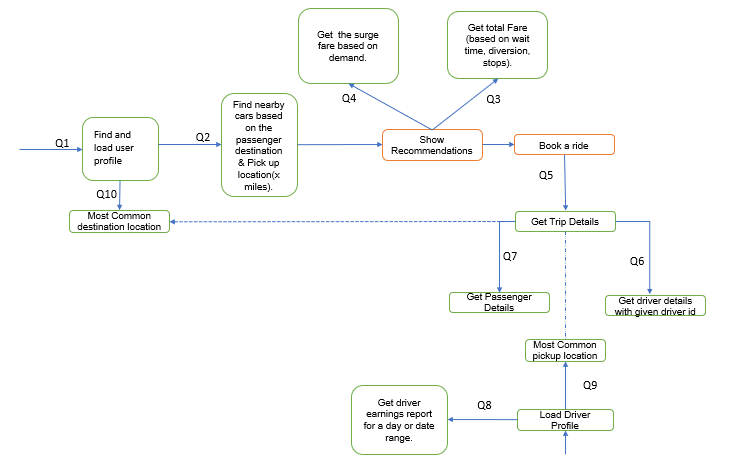 Get the surge
fare based on
demand.
Get total Fare
(based on wait
time, diversion,
stops).
Q4
Q3
Q1
Find and
load user
profile
Q2
Find nearby
cars based
on the
passenger
destination
& Pick up
location(x
miles).
Show
Recommendations
Book a ride
Q5
Q10
Most Common
destination location
Get Trip Details
Q7
Q6
Get Passenger
Details
Get driver details
with given driver id
Most Common
pickup location
Q9
Get driver
earnings report
for a day or date
range.
Q8
Load Driver
Profile